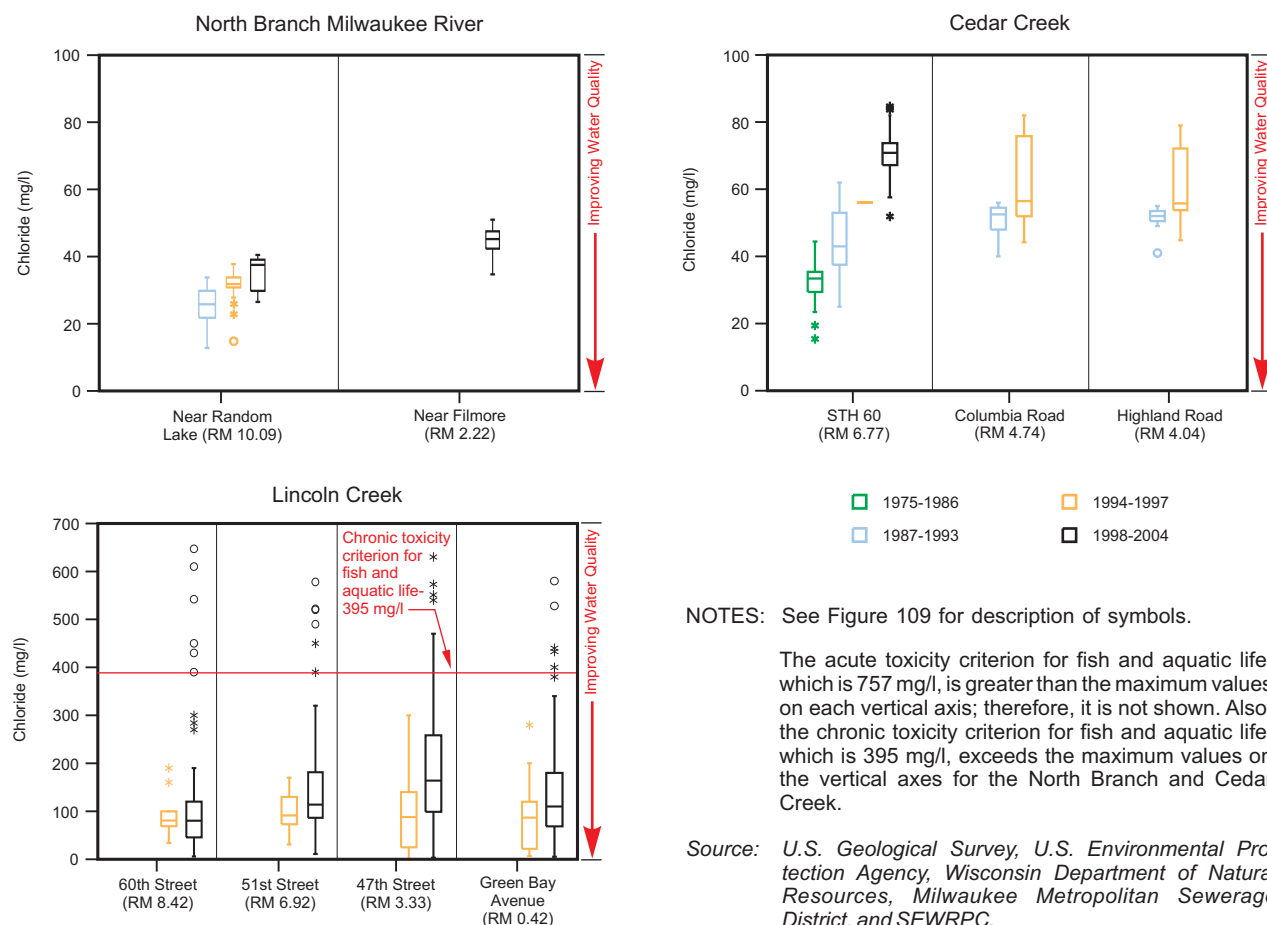 North Branch Milwaukee River
100
80
60
40
20
0
Chloride (mg/l)
Near Random
Lake (RM 10.09)
Near Filmore
(RM 2.22)
Improving Water Quality
Cedar Creek
100
80
60
40
20
0
Chloride (mg/l)
STH 60
(RM 6.77)
Columbia Road
(RM 4.74)
Highland Road
(RM 4.04)
Improving Water Quality
Lincoln Creek
700
600
500
400
300
200
100
0
Chloride (mg/l)
Chronic toxicity
criterion for
fish and
aquatic life-
395 mg/l
60th Street
(RM 8.42)
51st Street
(RM 6.92)
47th Street
(RM 3.33)
Green Bay
Avenue
(RM 0.42)
Improving Water Quality
1975-1986
1994-1997
1987-1993
1998-2004
NOTES: See Figure 109 for description of symbols.
The acute toxicity criterion for fish and aquatic life
which is 757 mg/l, is greater than the maximum values
on each vertical axis; therefore, it is not shown. Also
the chronic toxicity criterion for fish and aquatic life
which is 395 mg/l, exceeds the maximum values on
the vertical axes for the North Branch and Cedar
Creek.
Source: U.S. Geological Survey, U.S. Environmental Pro
tection Agency, Wisconsin Department of Natura
Resources, Milwaukee Metropolitan Sewerage
District, and SEWRPC.